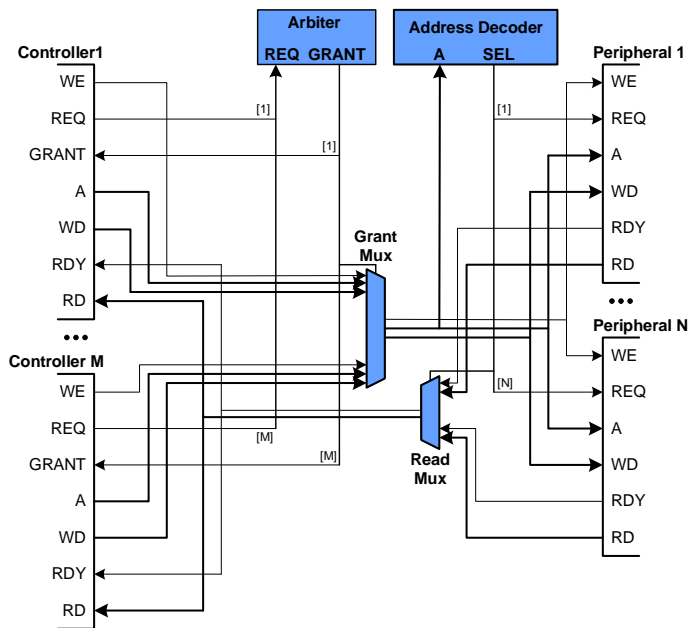 Arbiter
REQ GRANT
Address Decoder
A SEL
Controller1
WE
REQ
GRANT
A
WD
RDY
RD
...
Controller M
WE
REQ
GRANT
A
WD
RDY
RD
[1]
[1]
[M]
[M]
Grant
Mux
Read
Mux
[1]
[N]
Peripheral 1
WE
REQ
A
WD
RDY
RD
...
Peripheral N
WE
REQ
A
WD
RDY
RD